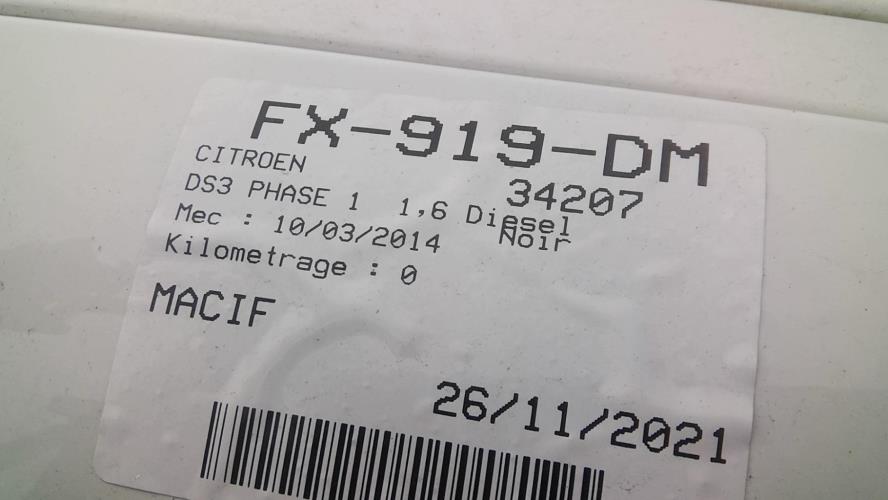 FX-919-DM
CITROEN
34207
DS3 PHASE 1 1,6 Diesel
Noir
Mec : 10/03/2014
Kilometrage : 0
MACIF
26/11/2021